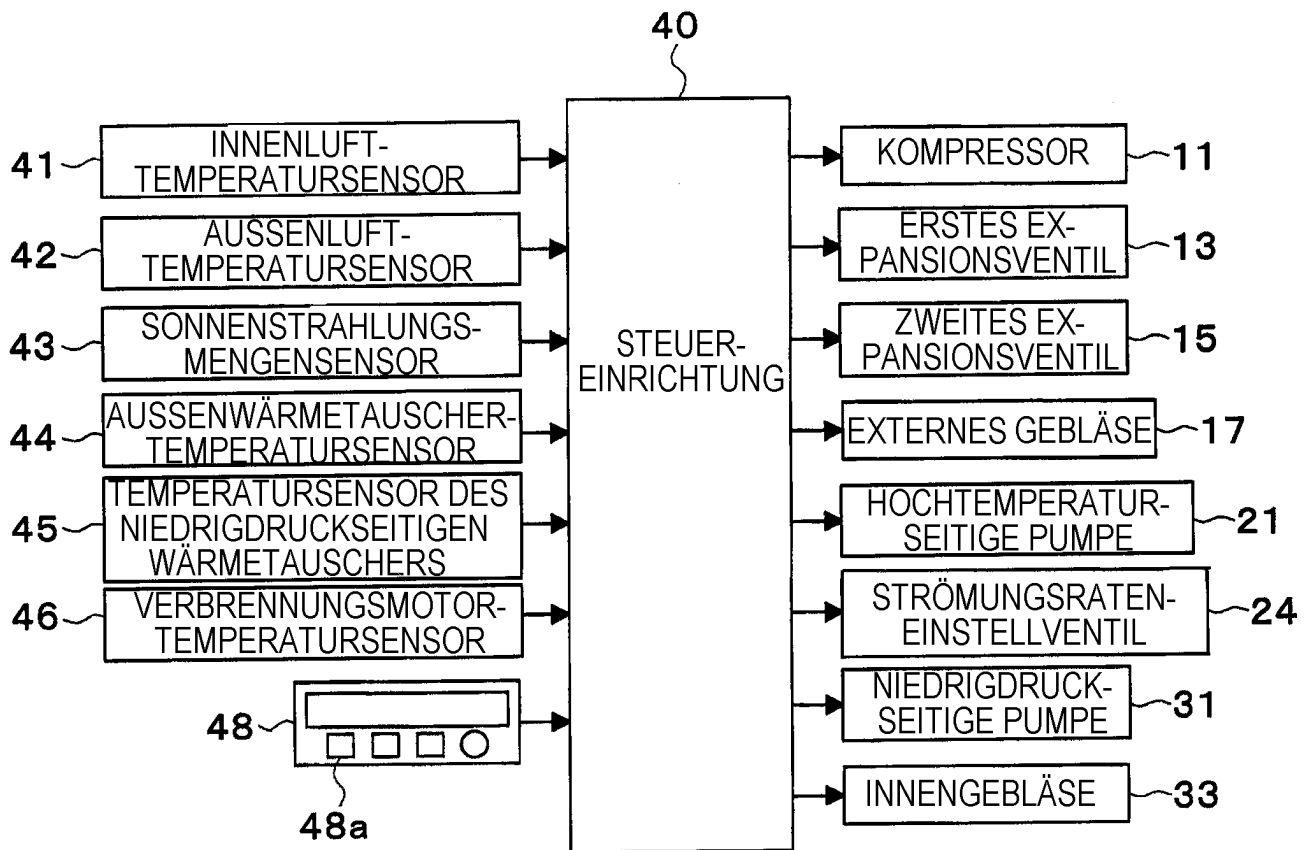 40
INNENLUFT-
TEMPERATURSENSOR
41
AUSSENLUFT-
TEMPERATURSENSOR
42
SONNENSTRAHLUNGS-
MENGENSENSOR
43
AUSSENWÄRMETAUSCHER-
TEMPERATURSENSOR
44
TEMPERATURSENSOR DES
NIEDRIGDRUCKSEITIGEN
WÄRMETAUSCHERS
45
VERBRENNUNGSMOTOR-
TEMPERATURSENSOR
46
48
48a
STEUER-
EINRICHTUNG
KOMPRESSOR
11
ERSTES EX-
PANSIONSVENTIL
13
ZWEITES EX-
PANSIONSVENTIL
15
EXTERNES GEBLÄSE
17
HOCHTEMPERATUR-
SEITIGE PUMPE
21
STRÖMUNGSRATEN-
EINSTELLVENTIL
24
NIEDRIGDRUCK-
SEITIGE PUMPE
31
INNENGEBLÄSE
33